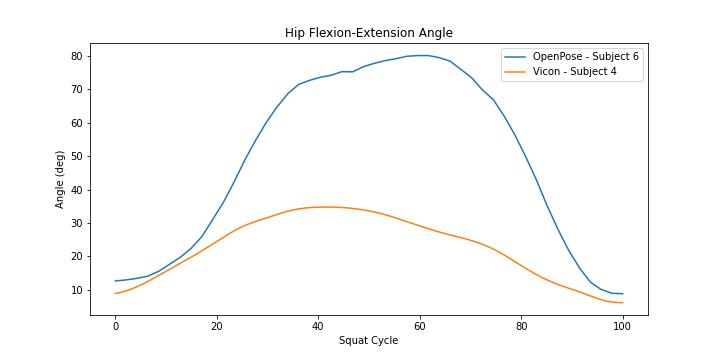 Hip Flexion-Extension Angle
OpenPose - Subject 6
Vicon - Subject 4
Angle (deg)
80
70
60
50
40
30
20
10
0 20 40 60 80 100
Squat Cycle